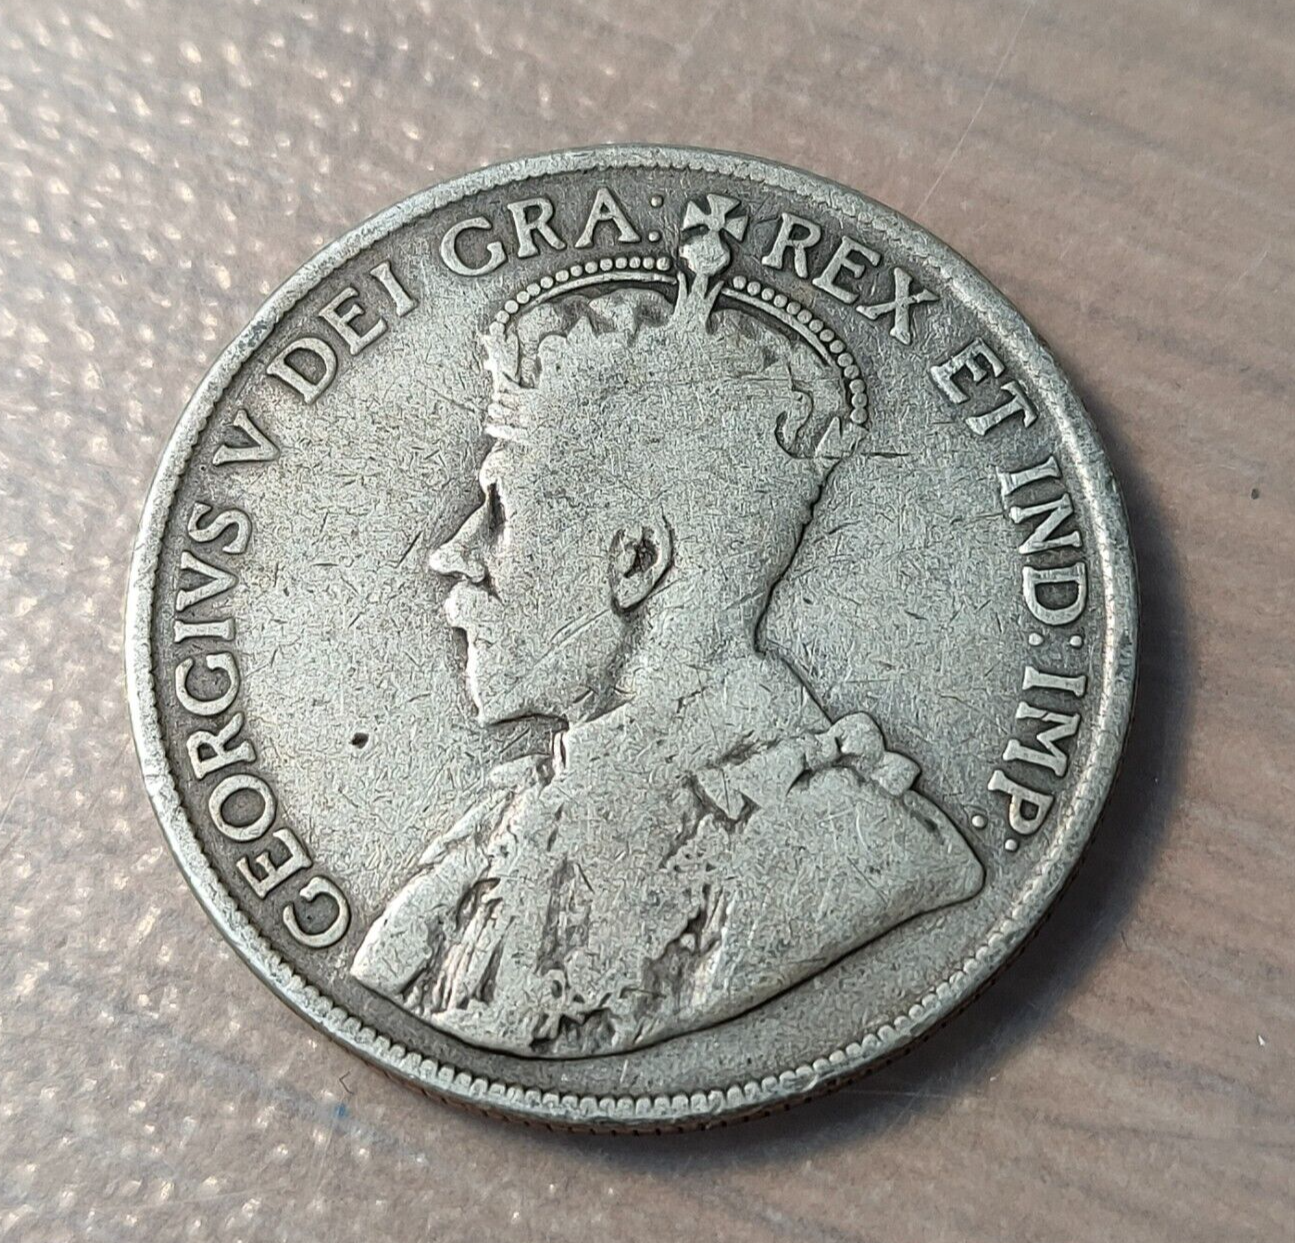 GEORGIVS V DEI GRA: REX ET IND: IMP: